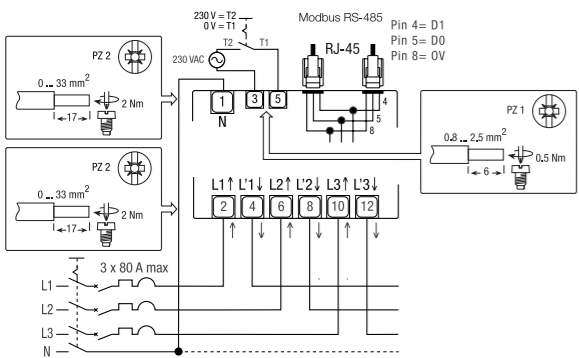 230 V = T2
0 V = T1
Modbus RS-485
Pin 4= D1
Pin 5= D0
Pin 8= 0V
T2
T1
230 VAC
RJ-45
PZ 2
0 ... 33 mm2
2 Nm
17
1
N
3
5
4
5
8
PZ 1
0.8 ... 2,5 mm2
0.5 Nm
6
PZ 2
0 ... 33 mm2
2 Nm
17
L1↑ L'1↓ L2↑ L'2↓ L3↑ L'3↓
2 4 6 8 10 12
3 x 80 A max
L1
L2
L3
N